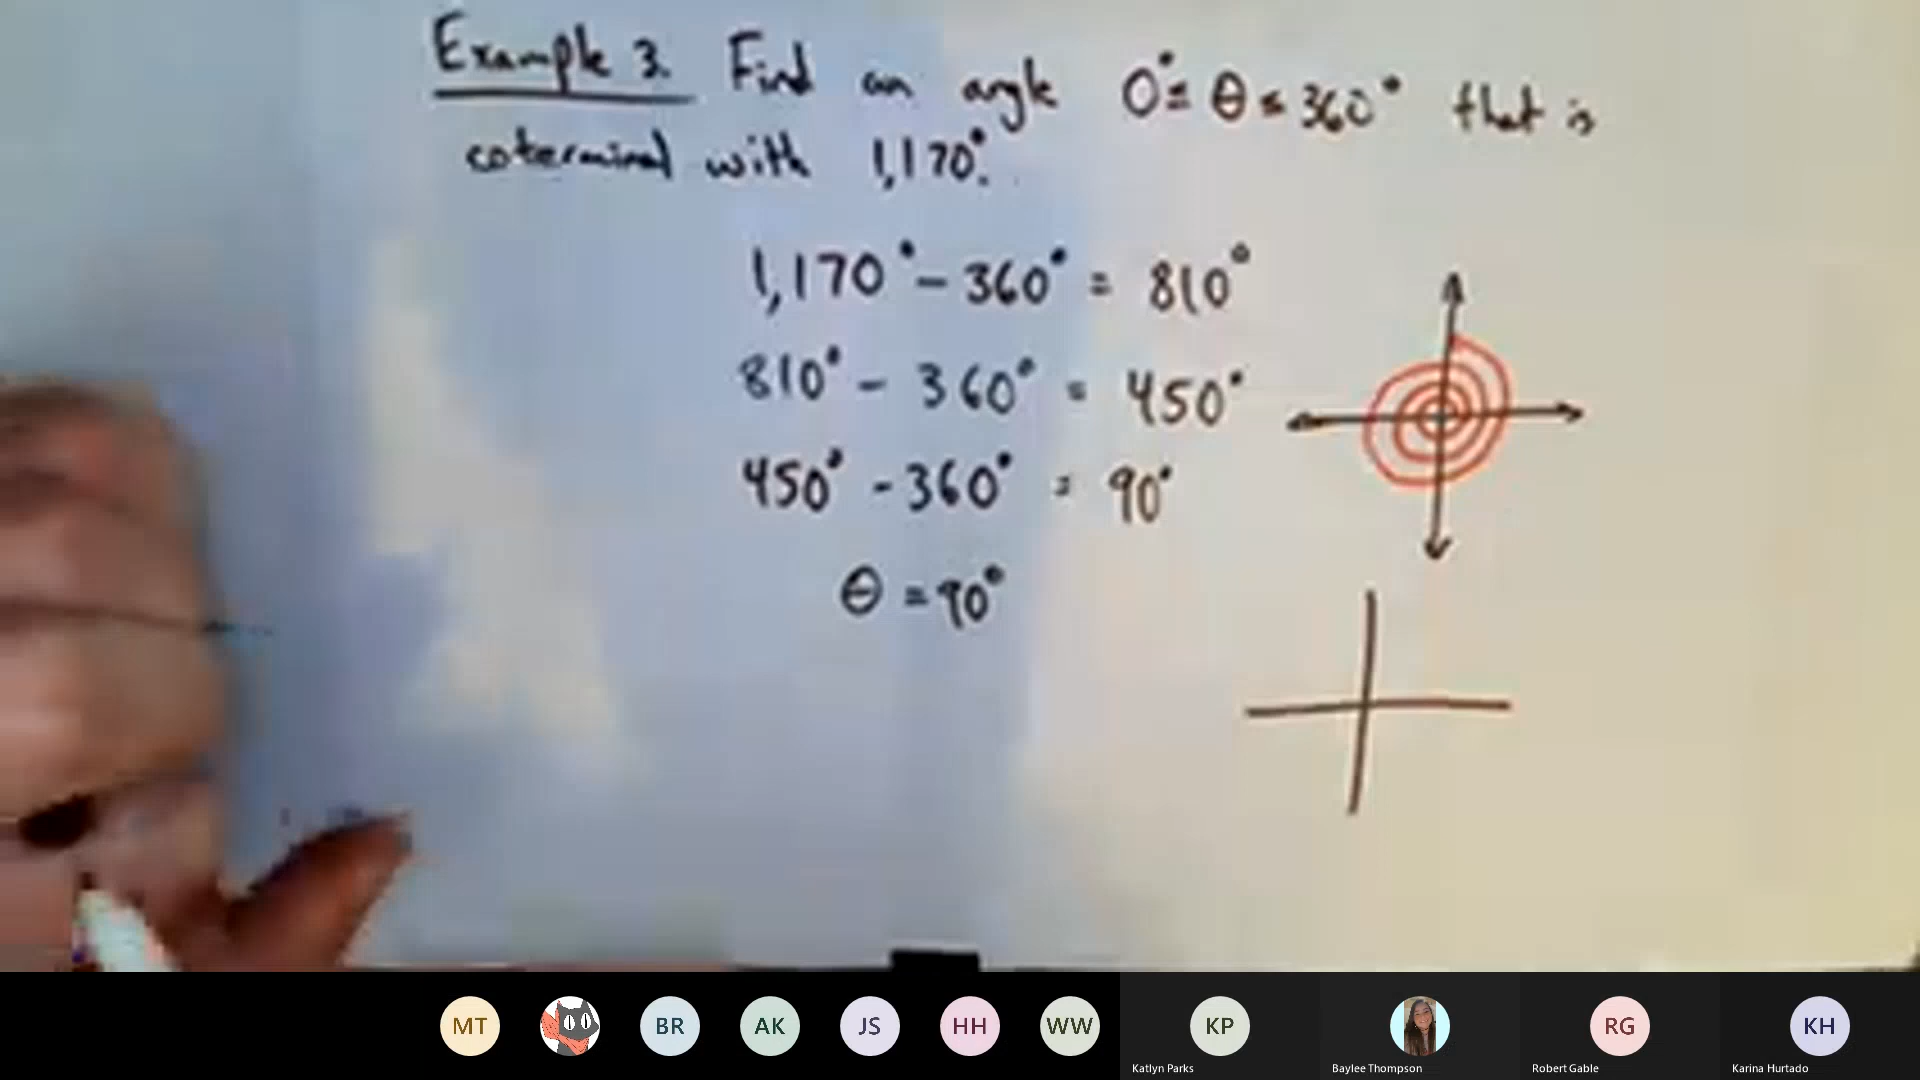 Example 3. Find an angle 0° ≤ θ ≤ 360° that is
coterminal with 1,170°.
1,170° - 360° = 810°
810° - 360° = 450°
450° - 360° = 90°
θ = 90°
MT BR AK JS HH WW KP RG KH
Katlyn Parks Baylee Thompson Robert Gable Karina Hurtado